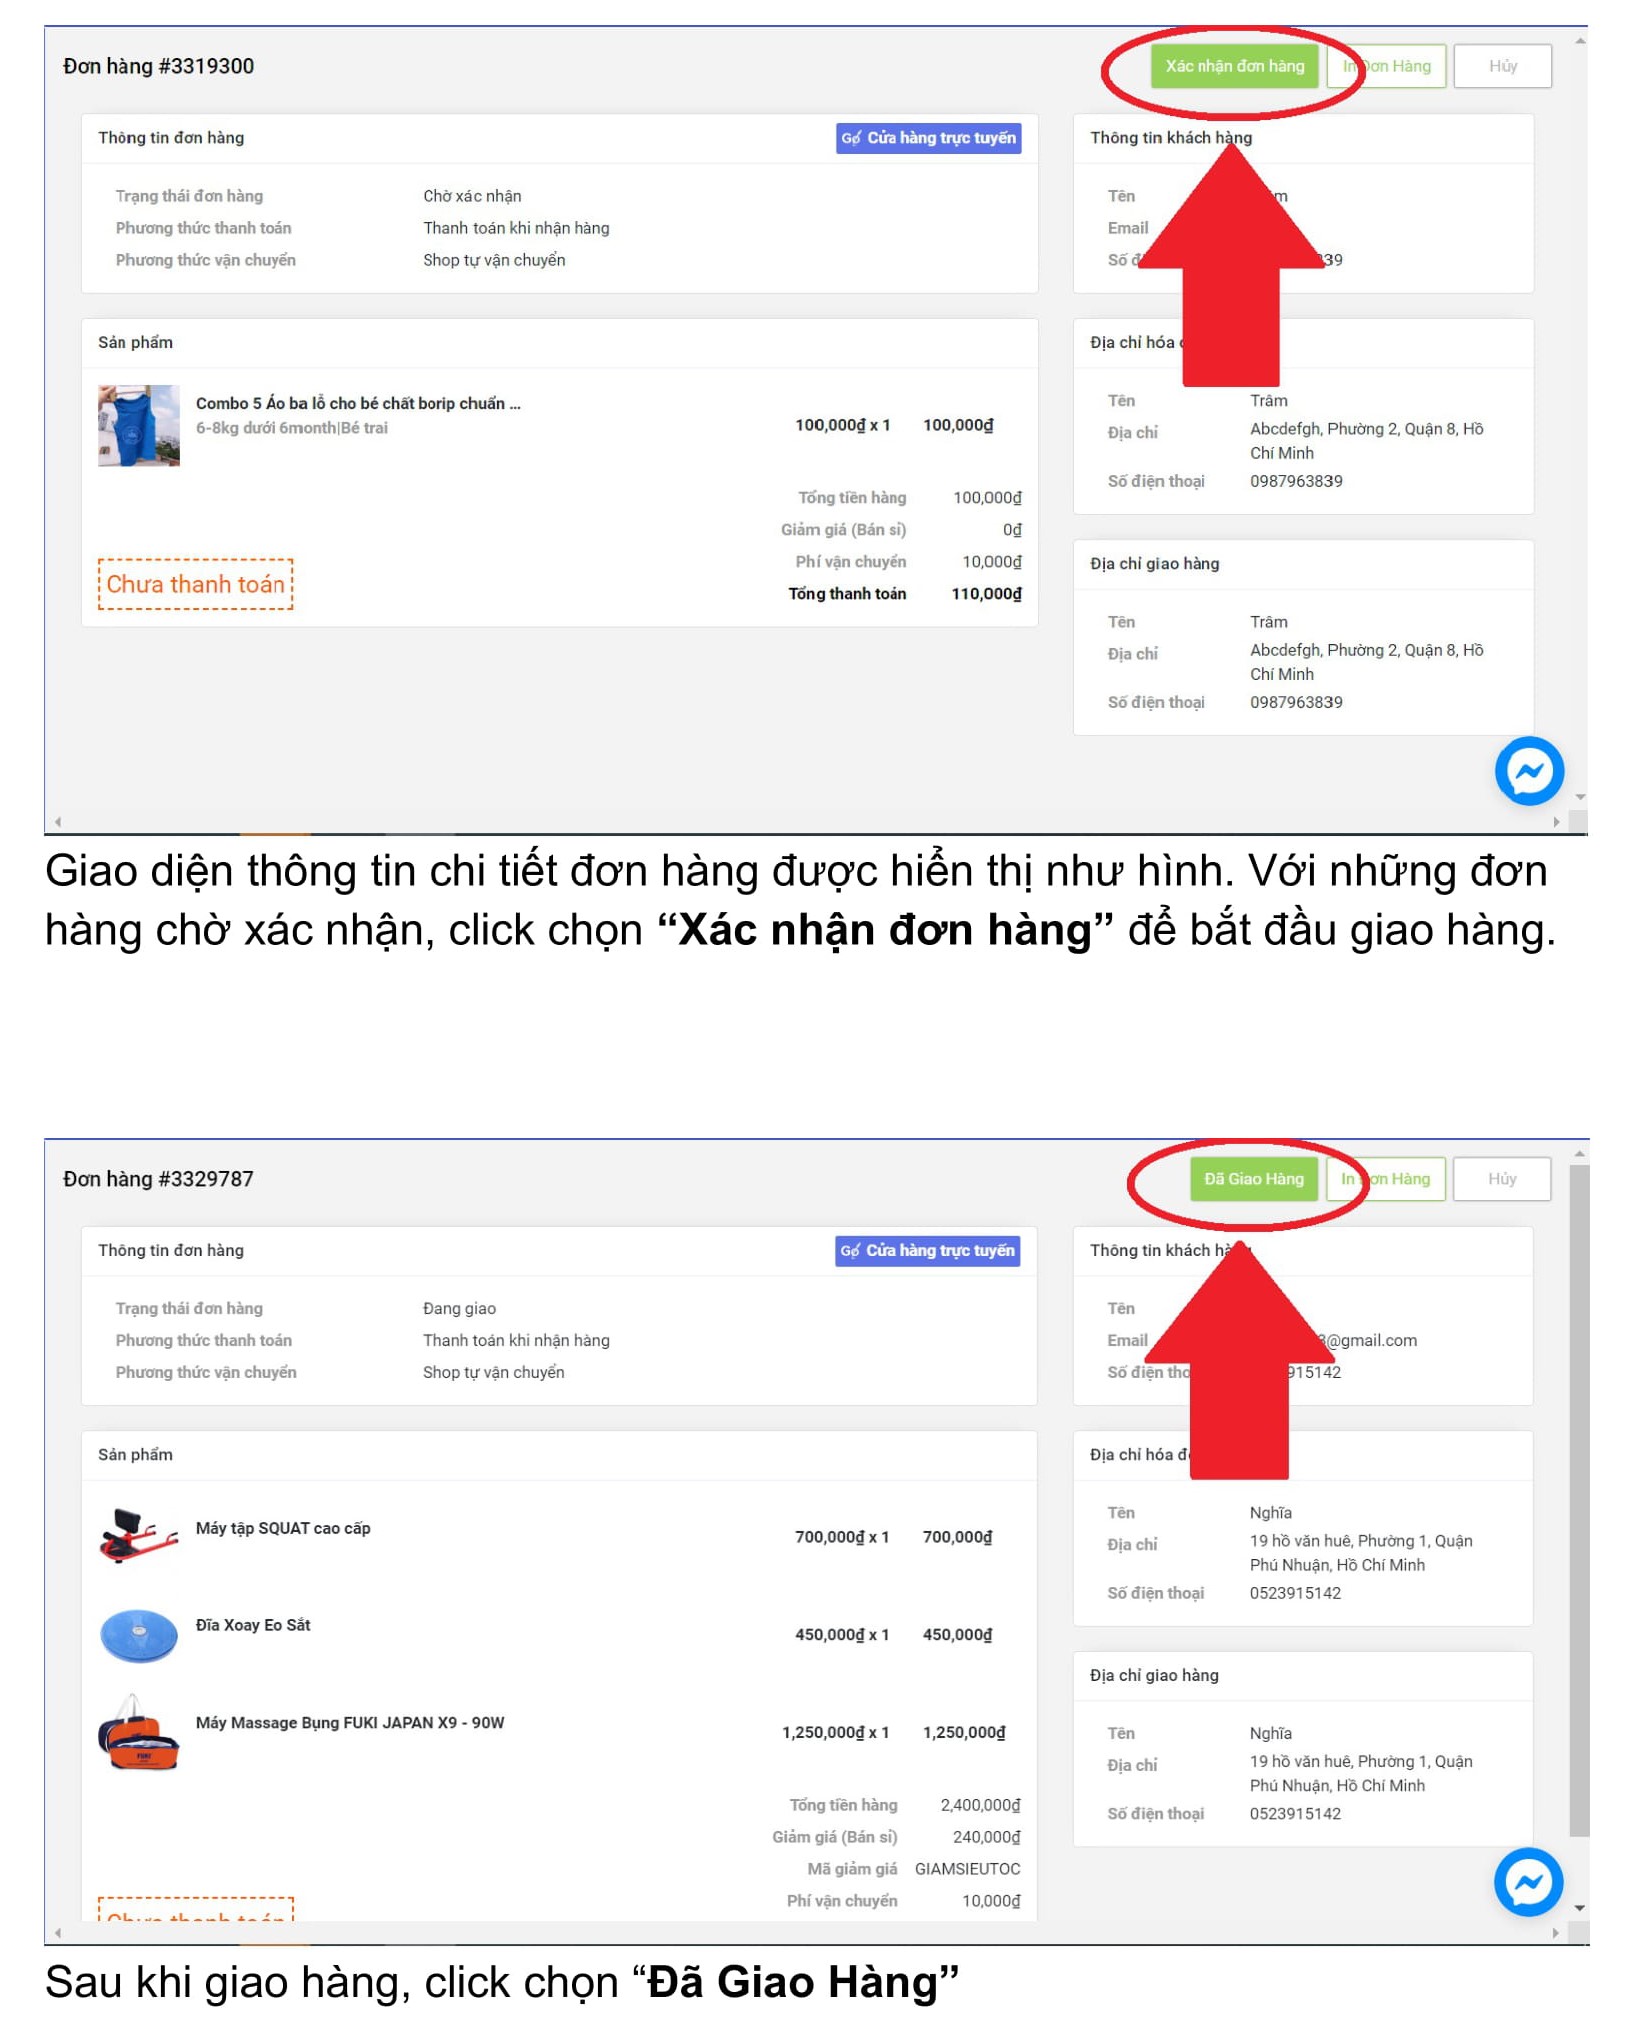 Đơn hàng #3319300
Xác nhận đơn hàng
In Đơn Hàng
Hủy
Thông tin đơn hàng
Cửa hàng trực tuyến
Trạng thái đơn hàng Chờ xác nhận
Phương thức thanh toán Thanh toán khi nhận hàng
Phương thức vận chuyển Shop tự vận chuyển
Thông tin khách hàng
Tên
Email
Số
39
Sản phẩm
Combo 5 Áo ba lỗ cho bé chất borip chuẩn ...
6-8kg dưới 6month|Bé trai
100,000₫ x 1 100,000₫
Tổng tiền hàng 100,000₫
Giảm giá (Bán sỉ) 0₫
Phí vận chuyển 10,000₫
Tổng thanh toán 110,000₫
Chưa thanh toán
Địa chỉ hóa
Tên Trâm
Địa chỉ Abcdefgh, Phường 2, Quận 8, Hồ
Chí Minh
Số điện thoại 0987963839
Địa chỉ giao hàng
Tên Trâm
Địa chỉ Abcdefgh, Phường 2, Quận 8, Hồ
Chí Minh
Số điện thoại 0987963839
Giao diện thông tin chi tiết đơn hàng được hiển thị như hình. Với những đơn
hàng chờ xác nhận, click chọn “Xác nhận đơn hàng” để bắt đầu giao hàng.
Đơn hàng #3329787
Đã Giao Hàng
In Đơn Hàng
Hủy
Thông tin đơn hàng
Cửa hàng trực tuyến
Trạng thái đơn hàng Đang giao
Phương thức thanh toán Thanh toán khi nhận hàng
Phương thức vận chuyển Shop tự vận chuyển
Thông tin khách hàng
Tên
Email 3@gmail.com
Số điện 915142
Sản phẩm
Máy tập SQUAT cao cấp
700,000₫ x 1 700,000₫
Đĩa Xoay Eo Sắt
450,000₫ x 1 450,000₫
Máy Massage Bụng FUKI JAPAN X9 - 90W
1,250,000₫ x 1 1,250,000₫
Tổng tiền hàng 2,400,000₫
Giảm giá (Bán sỉ) 240,000₫
Mã giảm giá GIAMSIEUTOC
Phí vận chuyển 10,000₫
Chưa thanh toán
Địa chỉ hóa
Tên Nghĩa
Địa chỉ 19 hồ văn huê, Phường 1, Quận
Phú Nhuận, Hồ Chí Minh
Số điện thoại 0523915142
Địa chỉ giao hàng
Tên Nghĩa
Địa chỉ 19 hồ văn huê, Phường 1, Quận
Phú Nhuận, Hồ Chí Minh
Số điện thoại 0523915142
Sau khi giao hàng, click chọn “Đã Giao Hàng”